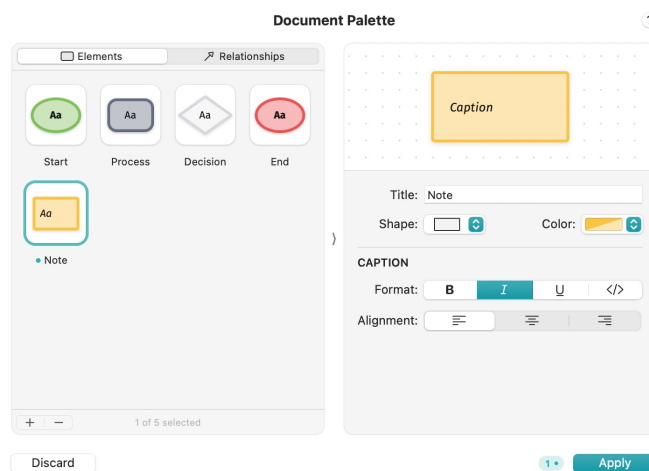 Document Palette
Elements
Relationships
Aa
Aa
Aa
Aa
Start
Process
Decision
End
Aa
• Note
+ −
1 of 5 selected
Caption
Title: Note
Shape:
Color:
CAPTION
Format: B I U </>
Alignment:
Discard
1 •
Apply